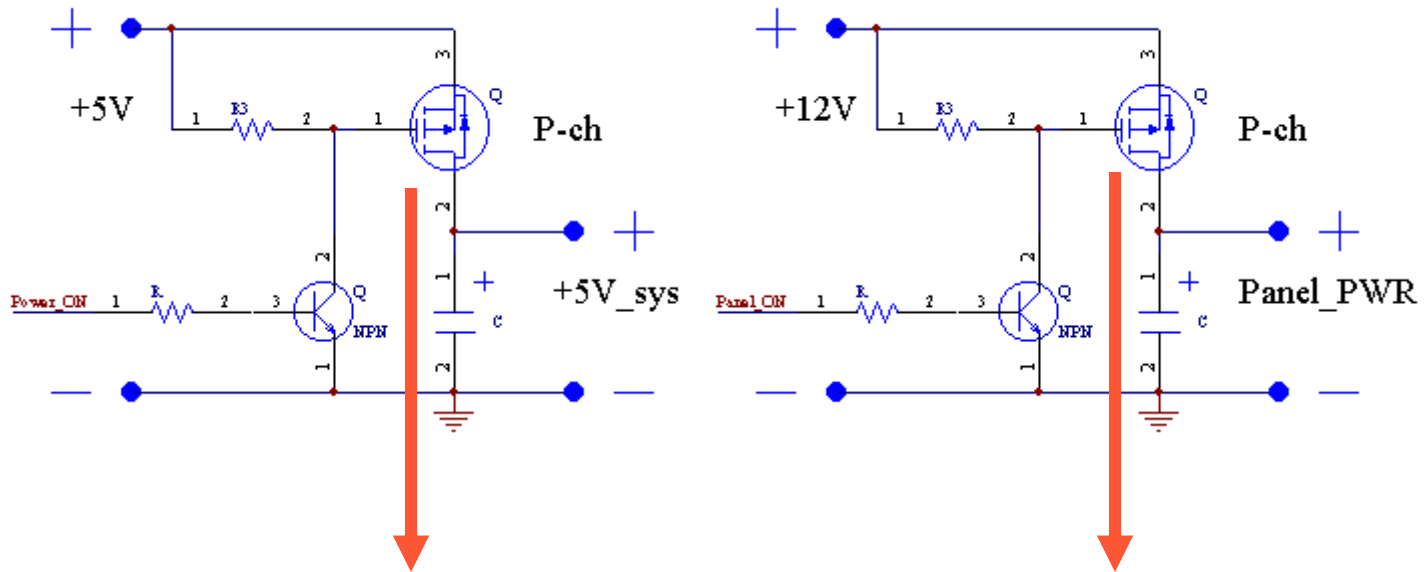 3
Q
+5V
1
R3
2
1
P-ch
2
2
1
+
+5V_sys
Power_ON
1
R
2
3
Q
NPN
C
1
2
3
Q
+12V
1
R3
2
1
P-ch
2
2
1
+
Panel_PWR
Panel_ON
1
R
2
3
Q
NPN
C
1
2